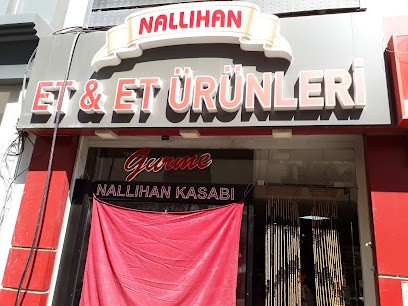 NALLIHAN
ET & ET ÜRÜNLERİ
Gurme
NALLIHAN KASABI